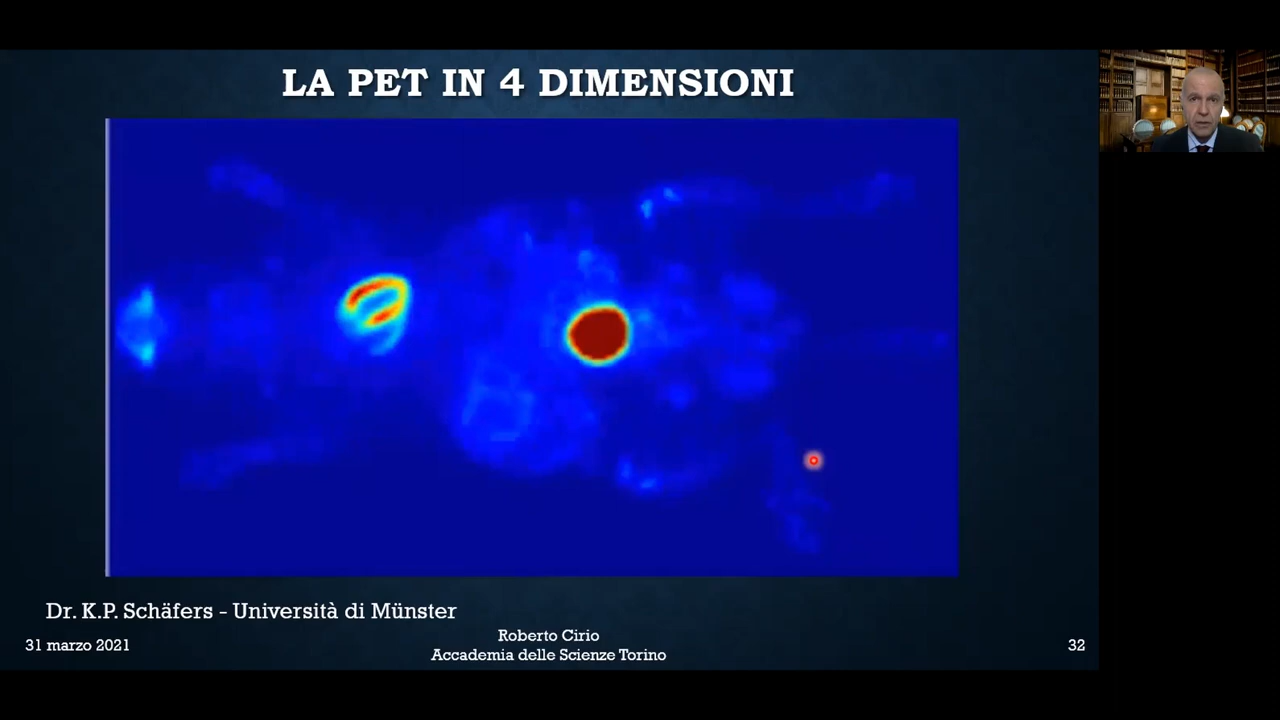 LA PET IN 4 DIMENSIONI
Dr. K.P. Schäfers - Università di Münster
31 marzo 2021
Roberto Cirio
Accademia delle Scienze Torino
32